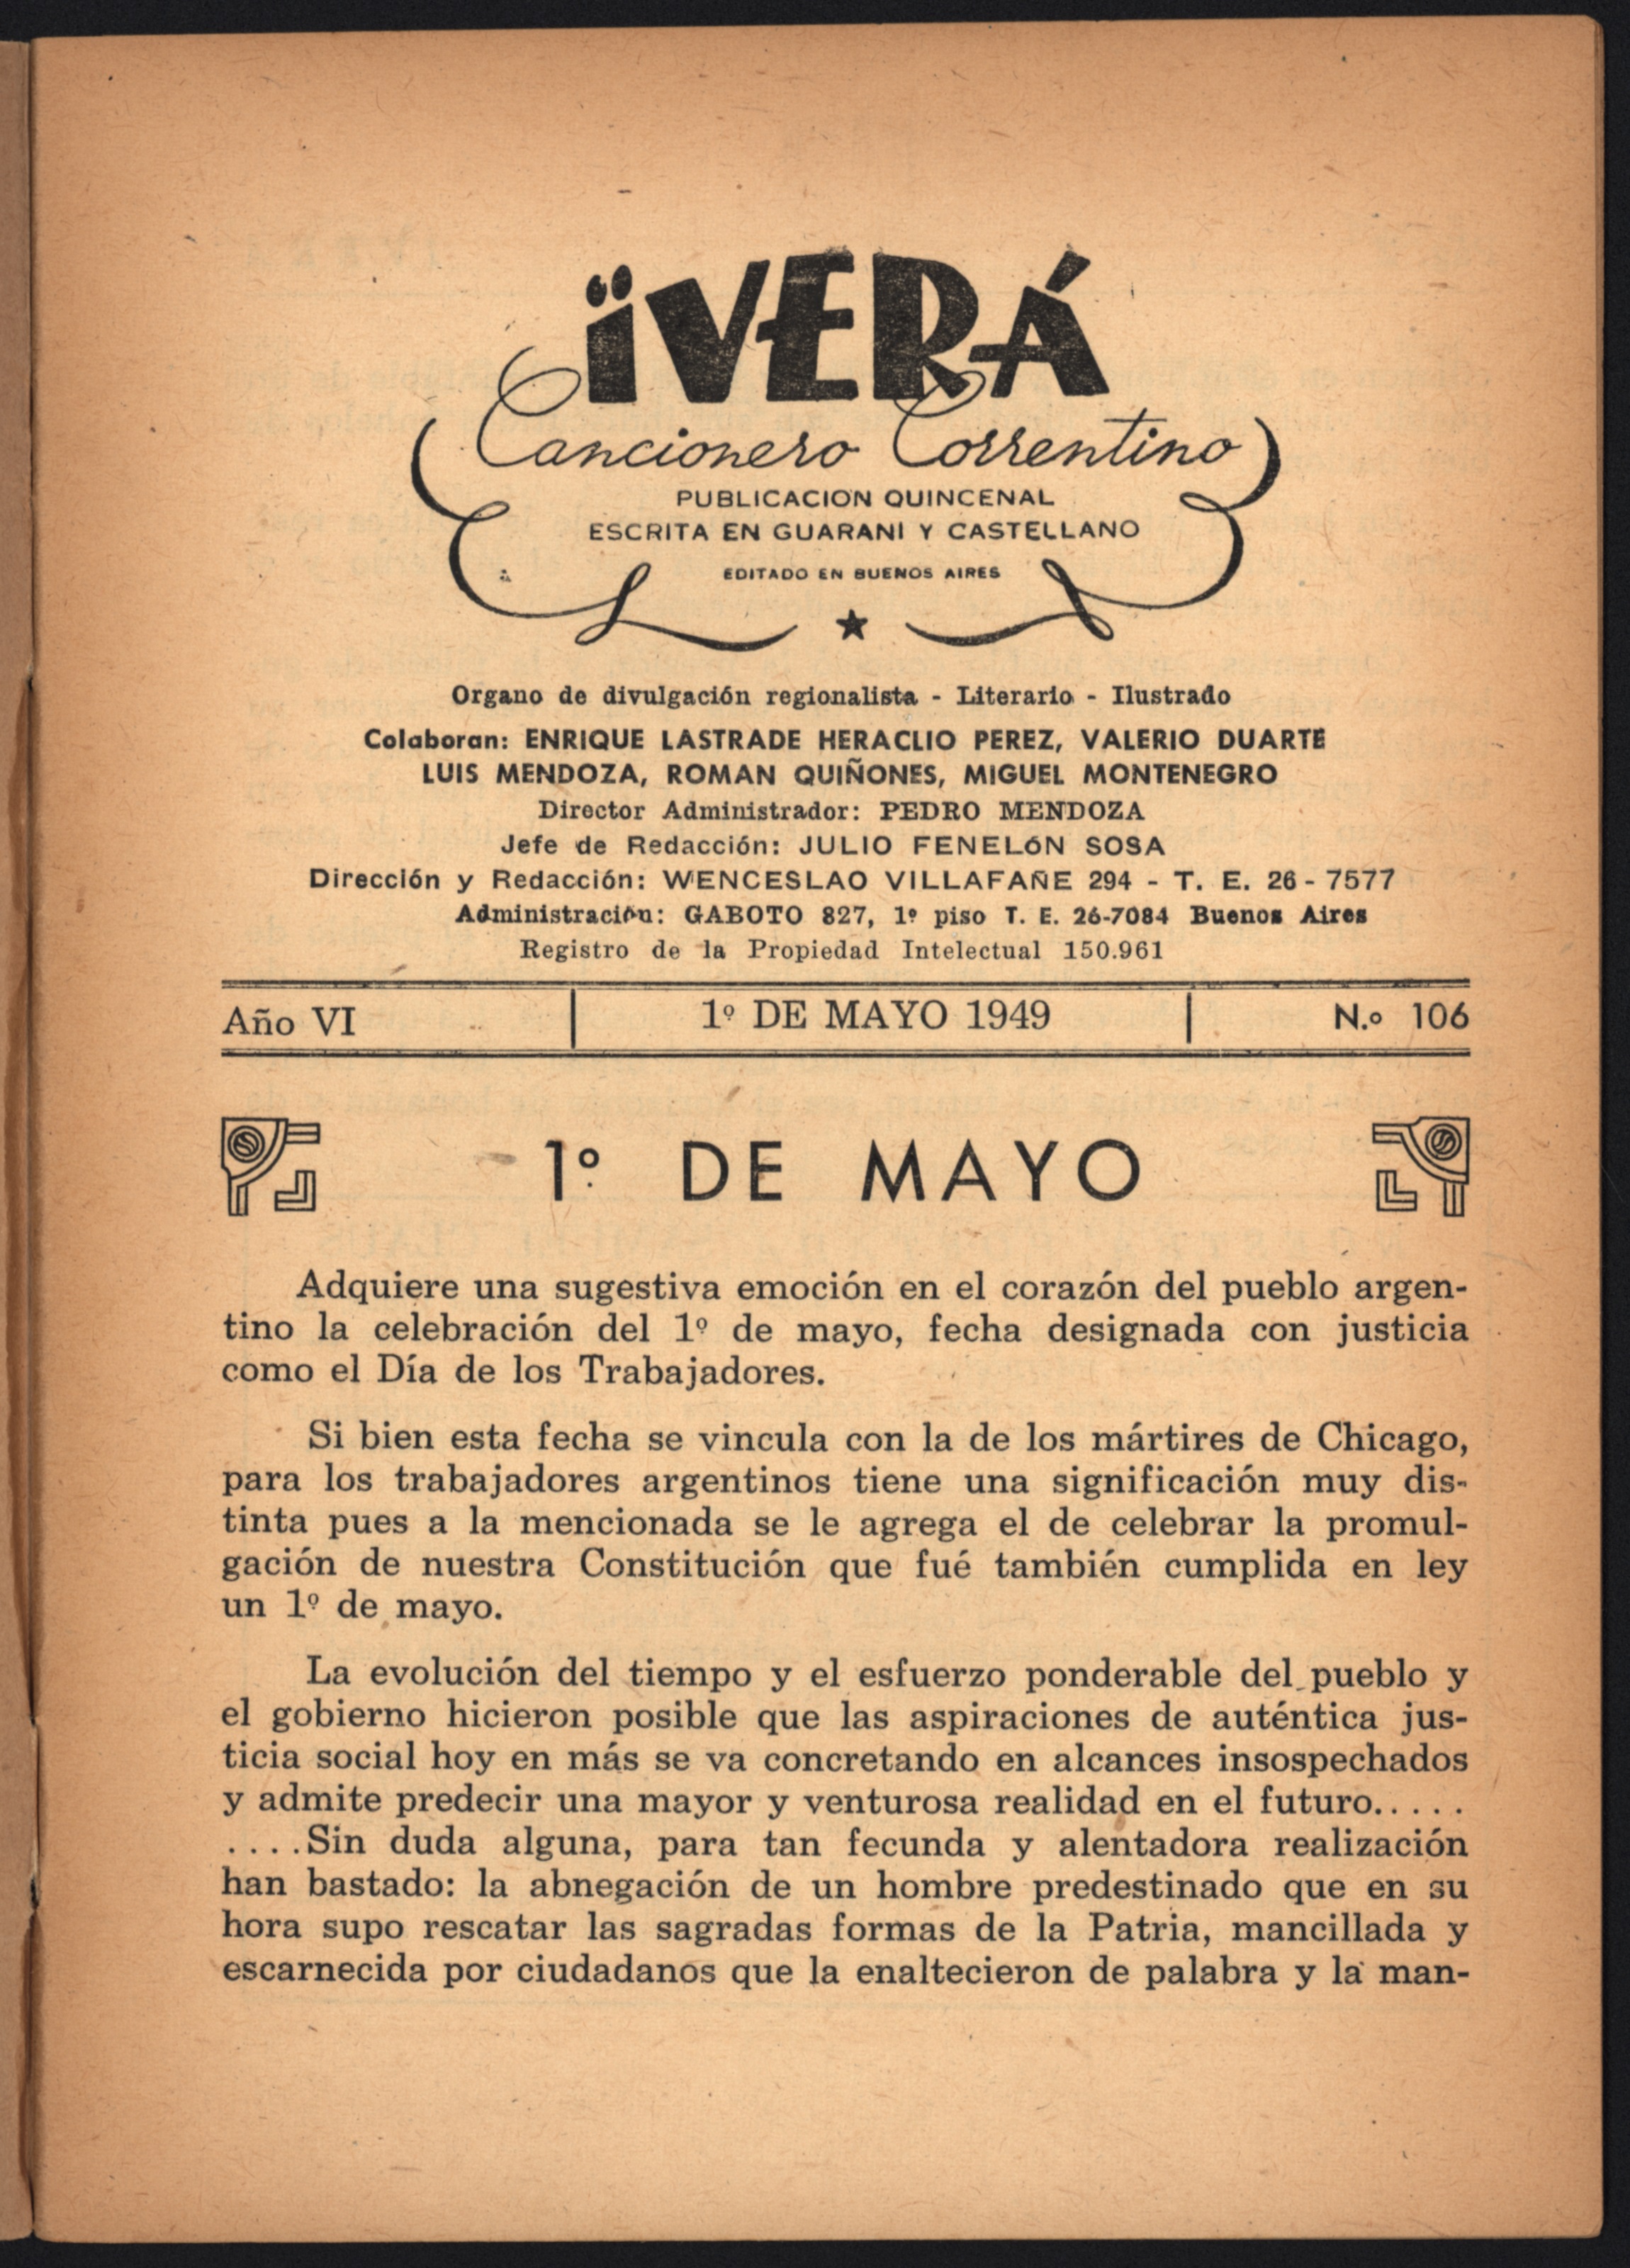 ïVERÁ
Cancionero Correntino
PUBLICACION QUINCENAL
ESCRITA EN GUARANI Y CASTELLANO
EDITADO EN BUENOS AIRES
Organo de divulgación regionalista - Literario - Ilustrado
Colaboran: ENRIQUE LASTRADE HERACLIO PEREZ, VALERIO DUARTE
LUIS MENDOZA, ROMAN QUIÑONES, MIGUEL MONTENEGRO
Director Administrador: PEDRO MENDOZA
Jefe de Redacción: JULIO FENELÓN SOSA
Dirección y Redacción: WENCESLAO VILLAFAÑE 294 - T. E. 26 - 7577
Administración: GABOTO 827, 1º piso T. E. 26-7084 Buenos Aires
Registro de la Propiedad Intelectual 150.961
Año VI 1º DE MAYO 1949 N.º 106
1º DE MAYO
Adquiere una sugestiva emoción en el corazón del pueblo argen-
tino la celebración del 1º de mayo, fecha designada con justicia
como el Día de los Trabajadores.
Si bien esta fecha se vincula con la de los mártires de Chicago,
para los trabajadores argentinos tiene una significación muy dis-
tinta pues a la mencionada se le agrega el de celebrar la promul-
gación de nuestra Constitución que fué también cumplida en ley
un 1º de mayo.
La evolución del tiempo y el esfuerzo ponderable del pueblo y
el gobierno hicieron posible que las aspiraciones de auténtica jus-
ticia social hoy en más se va concretando en alcances insospechados
y admite predecir una mayor y venturosa realidad en el futuro.....
....Sin duda alguna, para tan fecunda y alentadora realización
han bastado: la abnegación de un hombre predestinado que en su
hora supo rescatar las sagradas formas de la Patria, mancillada y
escarnecida por ciudadanos que la enaltecieron de palabra y la man-